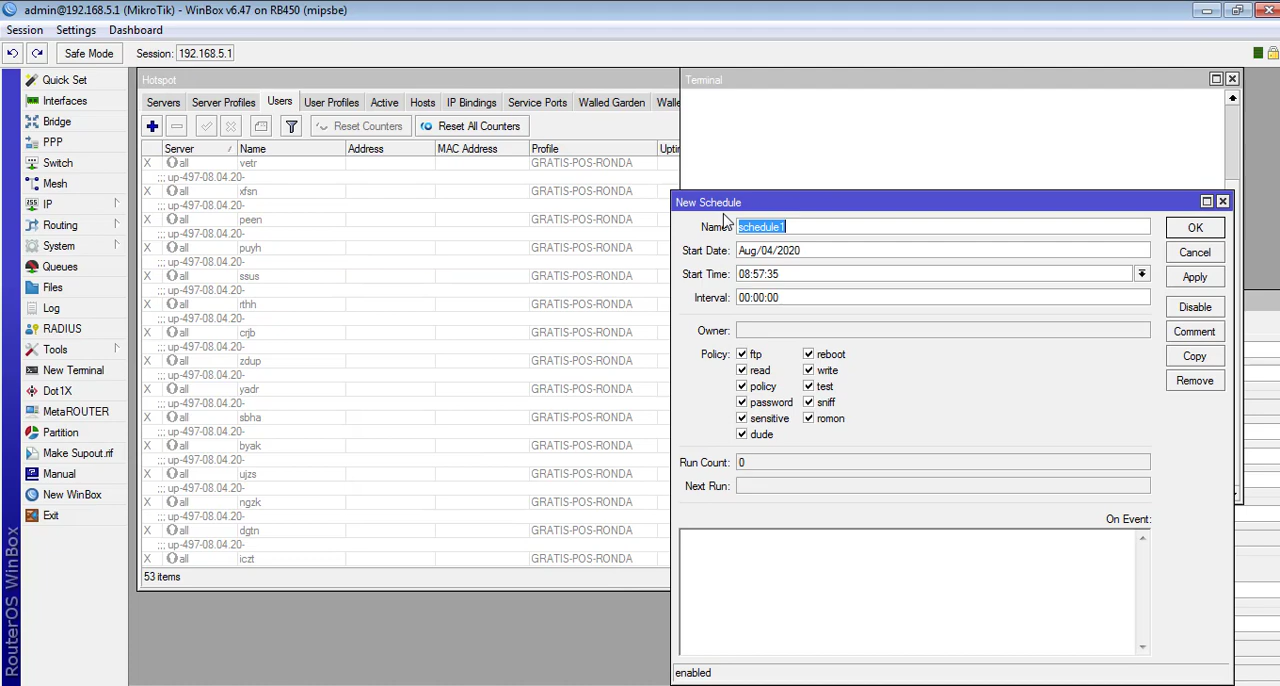 admin@192.168.5.1 (MikroTik) - WinBox v6.47 on RB450 (mipsbe)
Session Settings Dashboard
Safe Mode Session: 192.168.5.1
Quick Set
Interfaces
Bridge
PPP
Switch
Mesh
IP
Routing
System
Queues
Files
Log
RADIUS
Tools
New Terminal
Dot1X
MetaROUTER
Partition
Make Supout.rif
Manual
New WinBox
Exit
RouterOS WinBox
Hotspot
Servers Server Profiles Users User Profiles Active Hosts IP Bindings Service Ports Walled Garden Walle
Reset Counters Reset All Counters
Server / Name Address MAC Address Profile Uptim
X all vetr GRATIS-POS-RONDA
;;; up-497-08.04.20-
X all xfsn GRATIS-POS-RONDA
;;; up-497-08.04.20-
X all peen GRATIS-POS-RONDA
;;; up-497-08.04.20-
X all puyh GRATIS-POS-RONDA
;;; up-497-08.04.20-
X all ssus GRATIS-POS-RONDA
;;; up-497-08.04.20-
X all rthh GRATIS-POS-RONDA
;;; up-497-08.04.20-
X all crjb GRATIS-POS-RONDA
;;; up-497-08.04.20-
X all zdup GRATIS-POS-RONDA
;;; up-497-08.04.20-
X all yadr GRATIS-POS-RONDA
;;; up-497-08.04.20-
X all sbha GRATIS-POS-RONDA
;;; up-497-08.04.20-
X all byak GRATIS-POS-RONDA
;;; up-497-08.04.20-
X all ujzs GRATIS-POS-RONDA
;;; up-497-08.04.20-
X all ngzk GRATIS-POS-RONDA
;;; up-497-08.04.20-
X all dgtn GRATIS-POS-RONDA
;;; up-497-08.04.20-
X all iczt GRATIS-POS-RONDA
53 items
Terminal
New Schedule
Name: schedule1
Start Date: Aug/04/2020
Start Time: 08:57:35
Interval: 00:00:00
Owner:
Policy: ftp reboot
read write
policy test
password sniff
sensitive romon
dude
Run Count: 0
Next Run:
On Event:
enabled
OK
Cancel
Apply
Disable
Comment
Copy
Remove